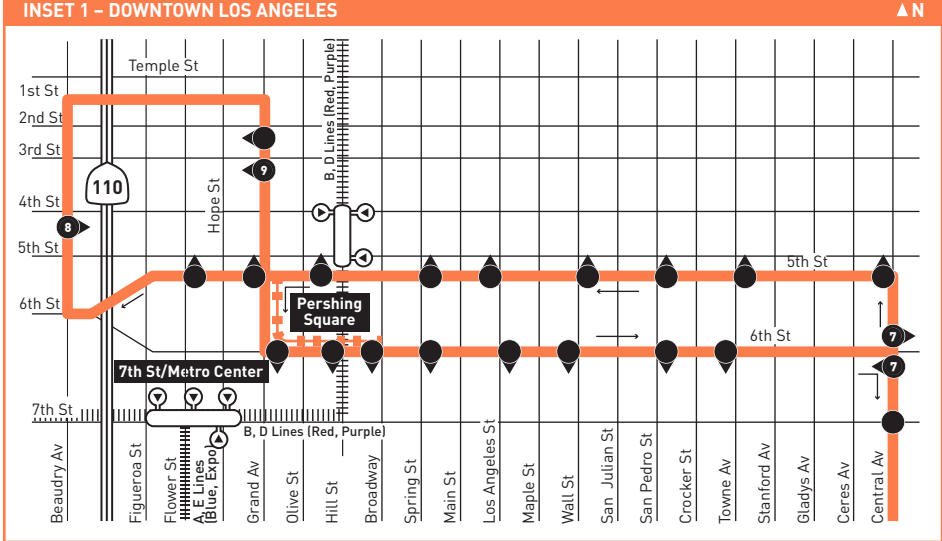 INSET 1 – DOWNTOWN LOS ANGELES
N
Temple St
1st St
2nd St
3rd St
4th St
5th St
6th St
7th St
110
Hope St
B, D Lines (Red, Purple)
9
8
5th St
Pershing
Square
6th St
7
7
7th St/Metro Center
B, D Lines (Red, Purple)
Beaudry Av
Figueroa St
Flower St
A, E Lines
(Blue, Expo)
Grand Av
Olive St
Hill St
Broadway
Spring St
Main St
Los Angeles St
Maple St
Wall St
San Julian St
San Pedro St
Crocker St
Towne Av
Stanford Av
Gladys Av
Ceres Av
Central Av